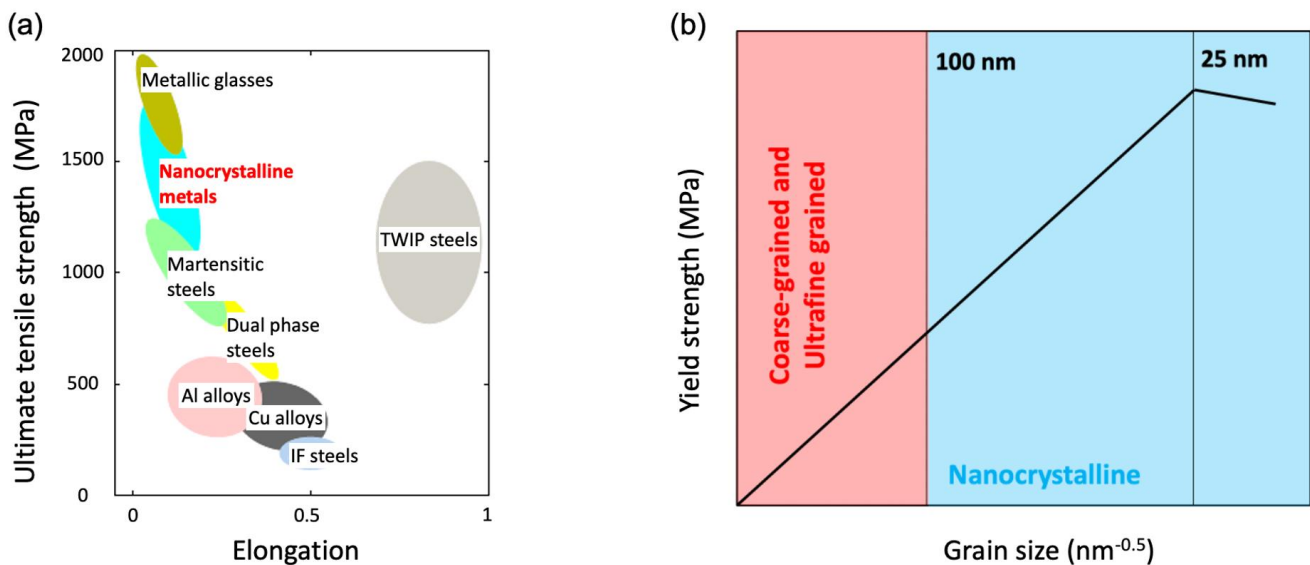 (a)
Ultimate tensile strength (MPa)
2000
1500
1000
500
0
Metallic glasses
Nanocrystalline
metals
Martensitic
steels
Dual phase
steels
Al alloys
Cu alloys
IF steels
TWIP steels
0
0.5
1
Elongation
(b)
Yield strength (MPa)
Coarse-grained and
Ultrafine grained
100 nm
25 nm
Nanocrystalline
Grain size (nm⁻⁰·⁵)